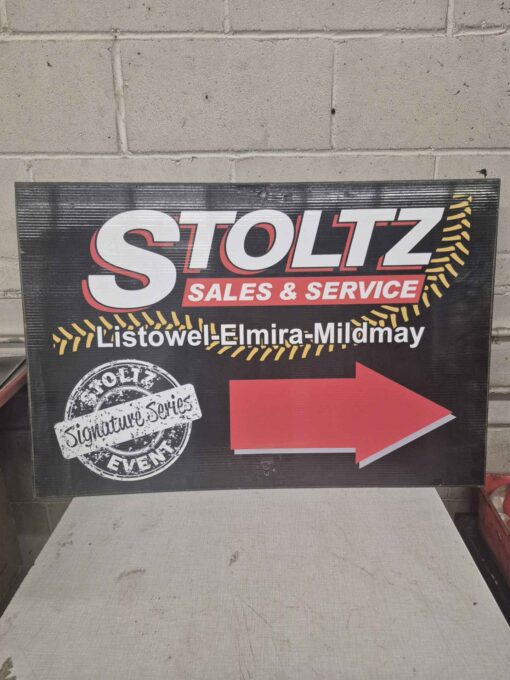 STOLTZ
SALES & SERVICE
Listowel-Elmira-Mildmay
STOLTZ
Signature Series
EVENT